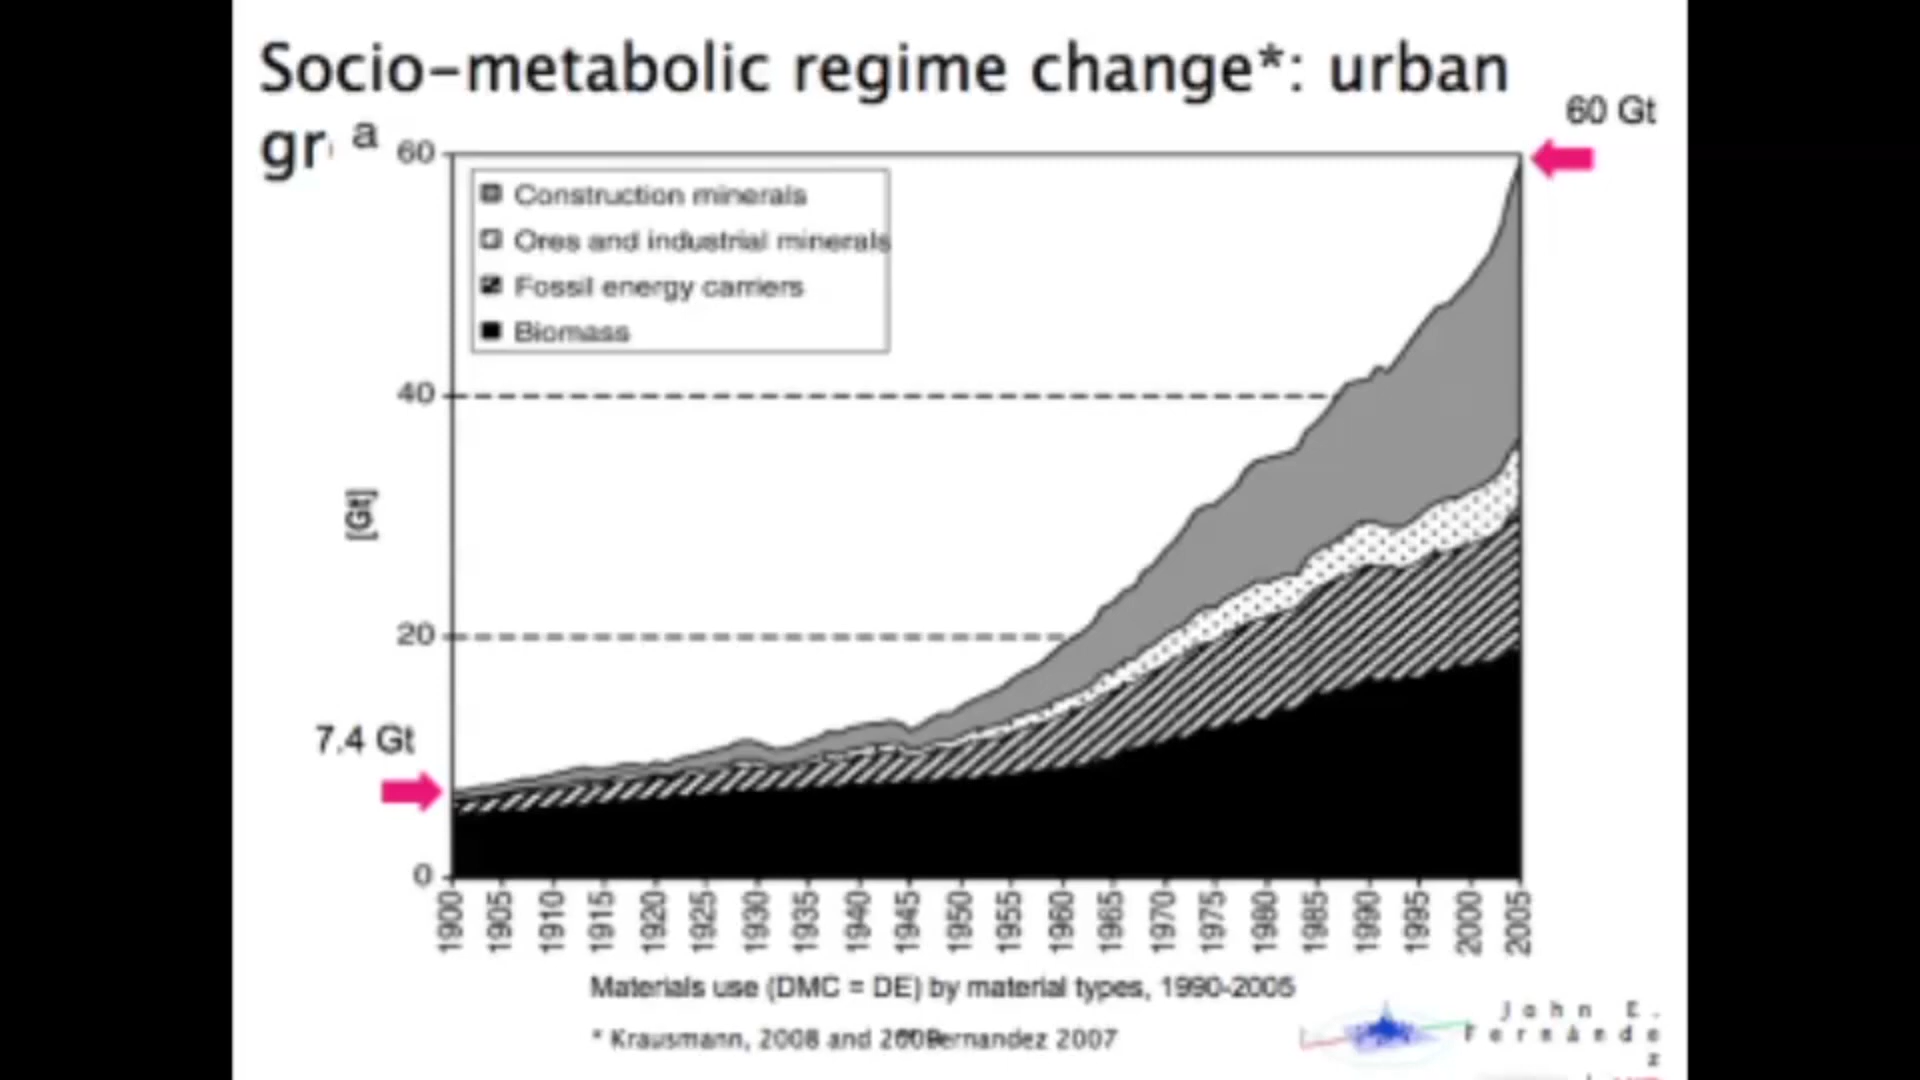 Socio-metabolic regime change*: urban
gr
a
60 Gt
60
Construction minerals
Ores and industrial minerals
Fossil energy carriers
Biomass
40
[Gt]
20
7.4 Gt
0
1900 1905 1910 1915 1920 1925 1930 1935 1940 1945 1950 1955 1960 1965 1970 1975 1980 1985 1990 1995 2000 2005
Materials use (DMC = DE) by material types, 1990-2005
* Krausmann, 2008 and Fernandez 2007
John E.
Fernánde
z